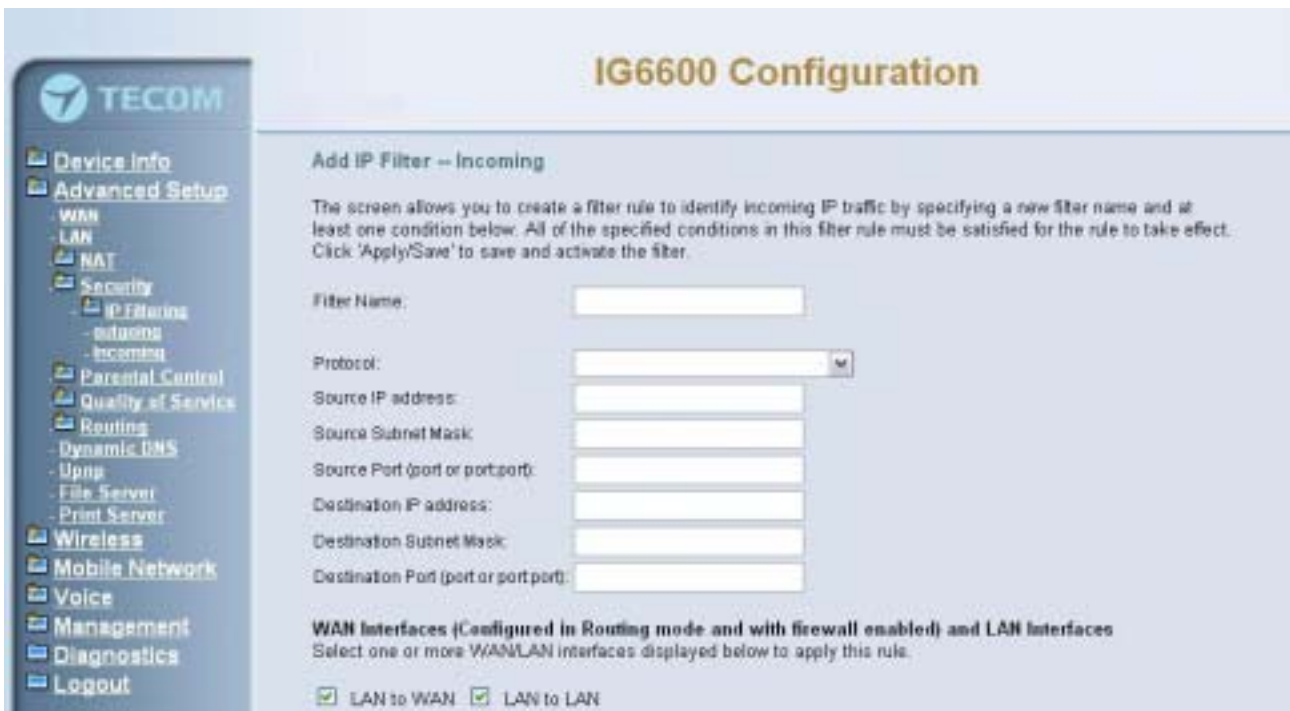 IG6600 Configuration
TECOM
Device Info
Advanced Setup
- WAN
- LAN
NAT
Security
- IP Filtering
- outgoing
- Incoming
Parental Control
Quality of Service
Routing
- Dynamic DNS
- Upnp
- File Server
- Print Server
Wireless
Mobile Network
Voice
Management
Diagnostics
Logout
Add IP Filter -- Incoming
The screen allows you to create a filter rule to identify incoming IP traffic by specifying a new filter name and at
least one condition below. All of the specified conditions in this filter rule must be satisfied for the rule to take effect.
Click 'Apply/Save' to save and activate the filter.
Filter Name:
Protocol:
Source IP address:
Source Subnet Mask:
Source Port (port or port:port):
Destination IP address:
Destination Subnet Mask:
Destination Port (port or port:port):
WAN Interfaces (Configured in Routing mode and with firewall enabled) and LAN Interfaces
Select one or more WAN/LAN interfaces displayed below to apply this rule.
LAN to WAN LAN to LAN